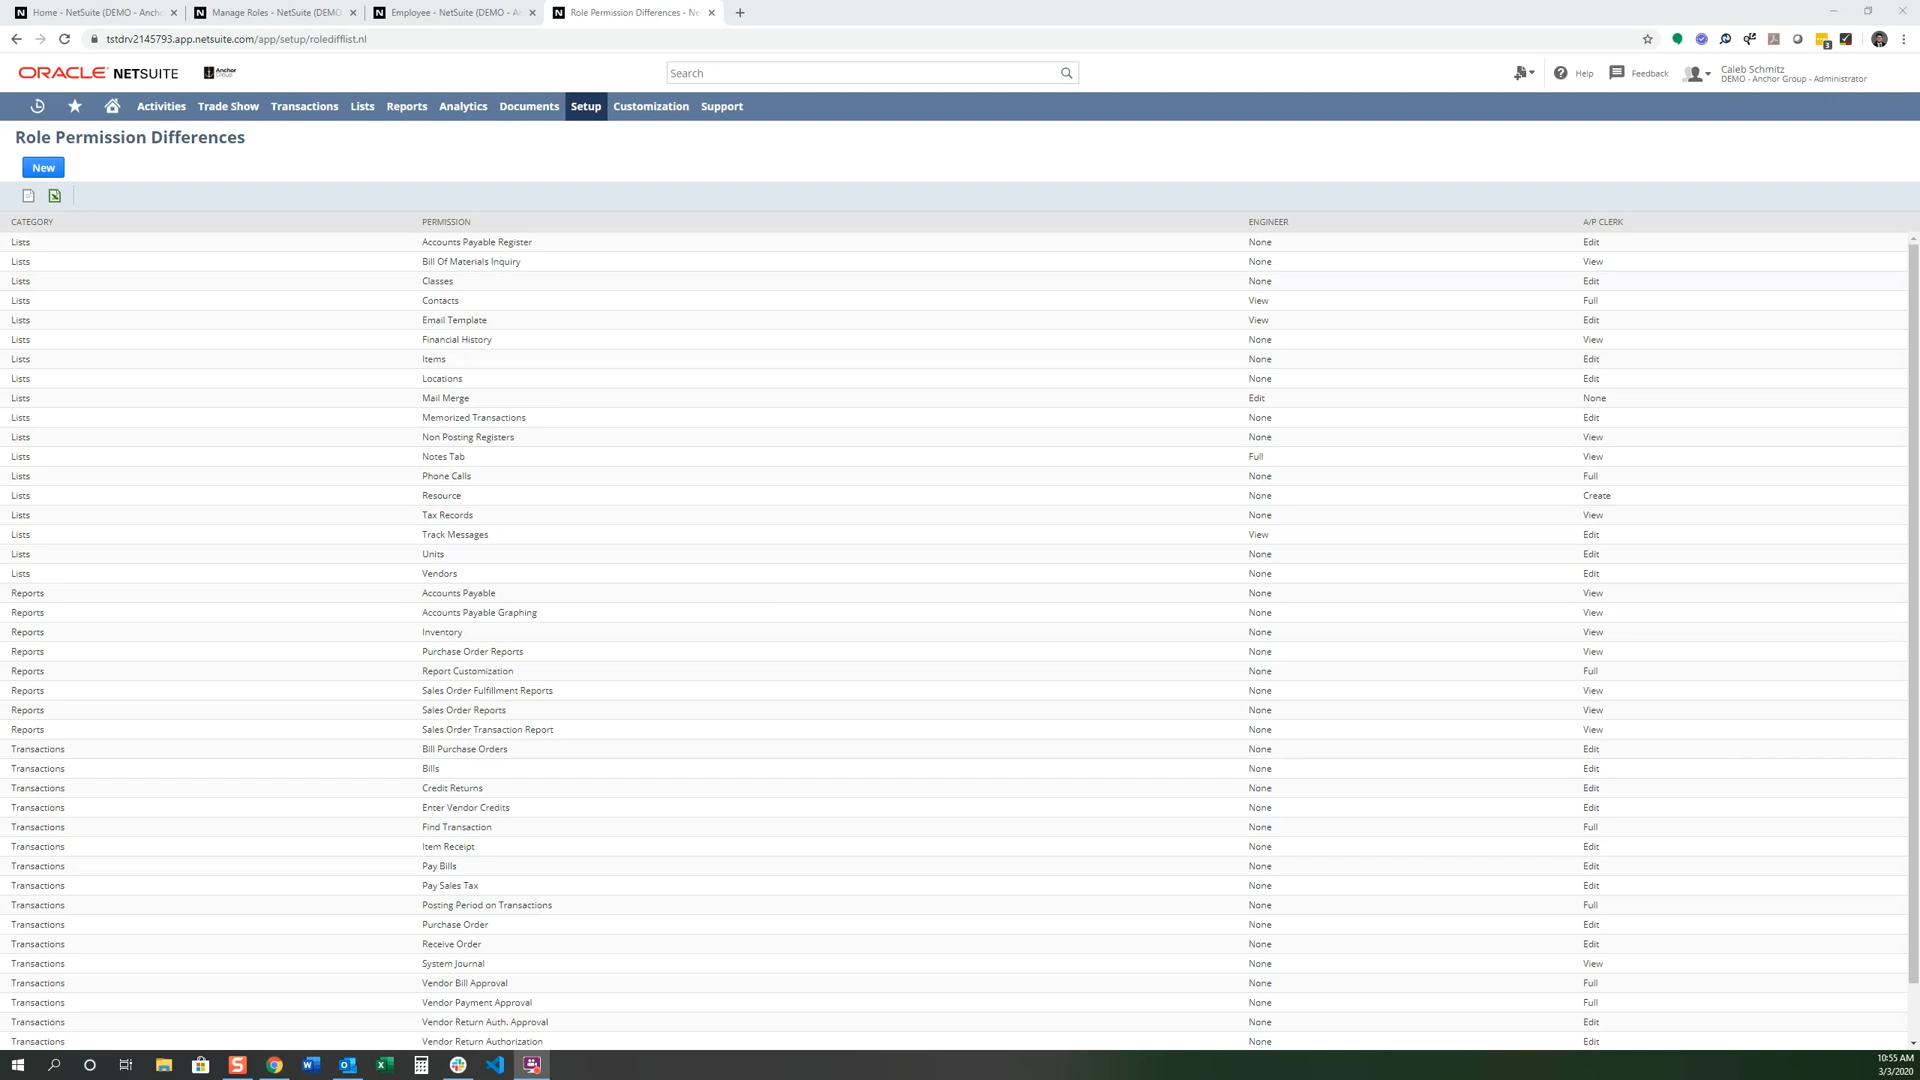 Home - NetSuite (DEMO - Ancho
Manage Roles - NetSuite (DEMO
Employee - NetSuite (DEMO - A
Role Permission Differences - Ne
tstdrv2145793.app.netsuite.com/app/setup/roledifflist.nl
3
ORACLE NETSUITE
Anchor Group
Search
Help
Feedback
Caleb Schmitz
DEMO - Anchor Group - Administrator
Activities Trade Show Transactions Lists Reports Analytics Documents Setup Customization Support
Role Permission Differences
New
CATEGORY PERMISSION ENGINEER A/P CLERK
Lists Accounts Payable Register None Edit
Lists Bill Of Materials Inquiry None View
Lists Classes None Edit
Lists Contacts View Full
Lists Email Template View Edit
Lists Financial History None View
Lists Items None Edit
Lists Locations None Edit
Lists Mail Merge Edit None
Lists Memorized Transactions None Edit
Lists Non Posting Registers None View
Lists Notes Tab Full View
Lists Phone Calls None Full
Lists Resource None Create
Lists Tax Records None View
Lists Track Messages View Edit
Lists Units None Edit
Lists Vendors None Edit
Reports Accounts Payable None View
Reports Accounts Payable Graphing None View
Reports Inventory None View
Reports Purchase Order Reports None View
Reports Report Customization None Full
Reports Sales Order Fulfillment Reports None View
Reports Sales Order Reports None View
Reports Sales Order Transaction Report None View
Transactions Bill Purchase Orders None Edit
Transactions Bills None Edit
Transactions Credit Returns None Edit
Transactions Enter Vendor Credits None Edit
Transactions Find Transaction None Full
Transactions Item Receipt None Edit
Transactions Pay Bills None Edit
Transactions Pay Sales Tax None Edit
Transactions Posting Period on Transactions None Full
Transactions Purchase Order None Edit
Transactions Receive Order None Edit
Transactions System Journal None View
Transactions Vendor Bill Approval None Full
Transactions Vendor Payment Approval None Full
Transactions Vendor Return Auth. Approval None Edit
Transactions Vendor Return Authorization None Edit
10:55 AM
3/3/2020